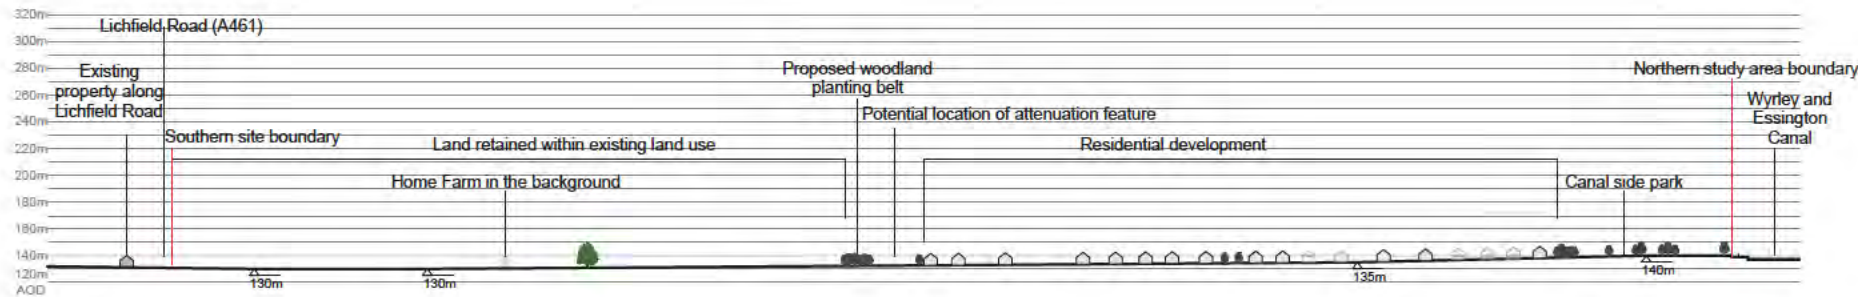 320m
300m
280m
260m
240m
220m
200m
180m
160m
140m
120m
AOD
Lichfield Road (A461)
Existing
property along
Lichfield Road
Southern site boundary
Land retained within existing land use
Home Farm in the background
Proposed woodland
planting belt
Potential location of attenuation feature
Residential development
Canal side park
Northern study area boundary
Wyrley and
Essington
Canal
130m
130m
135m
140m